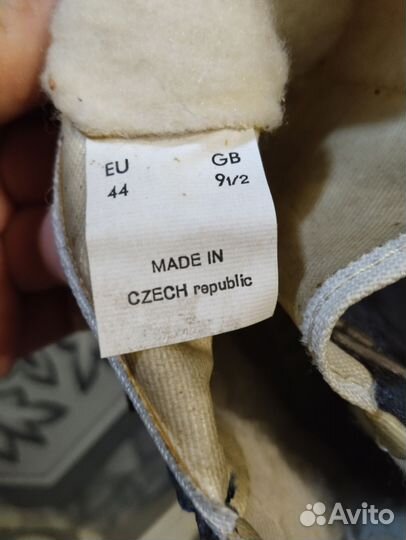 EU GB
44 9 1/2
MADE IN
CZECH republic
Avito